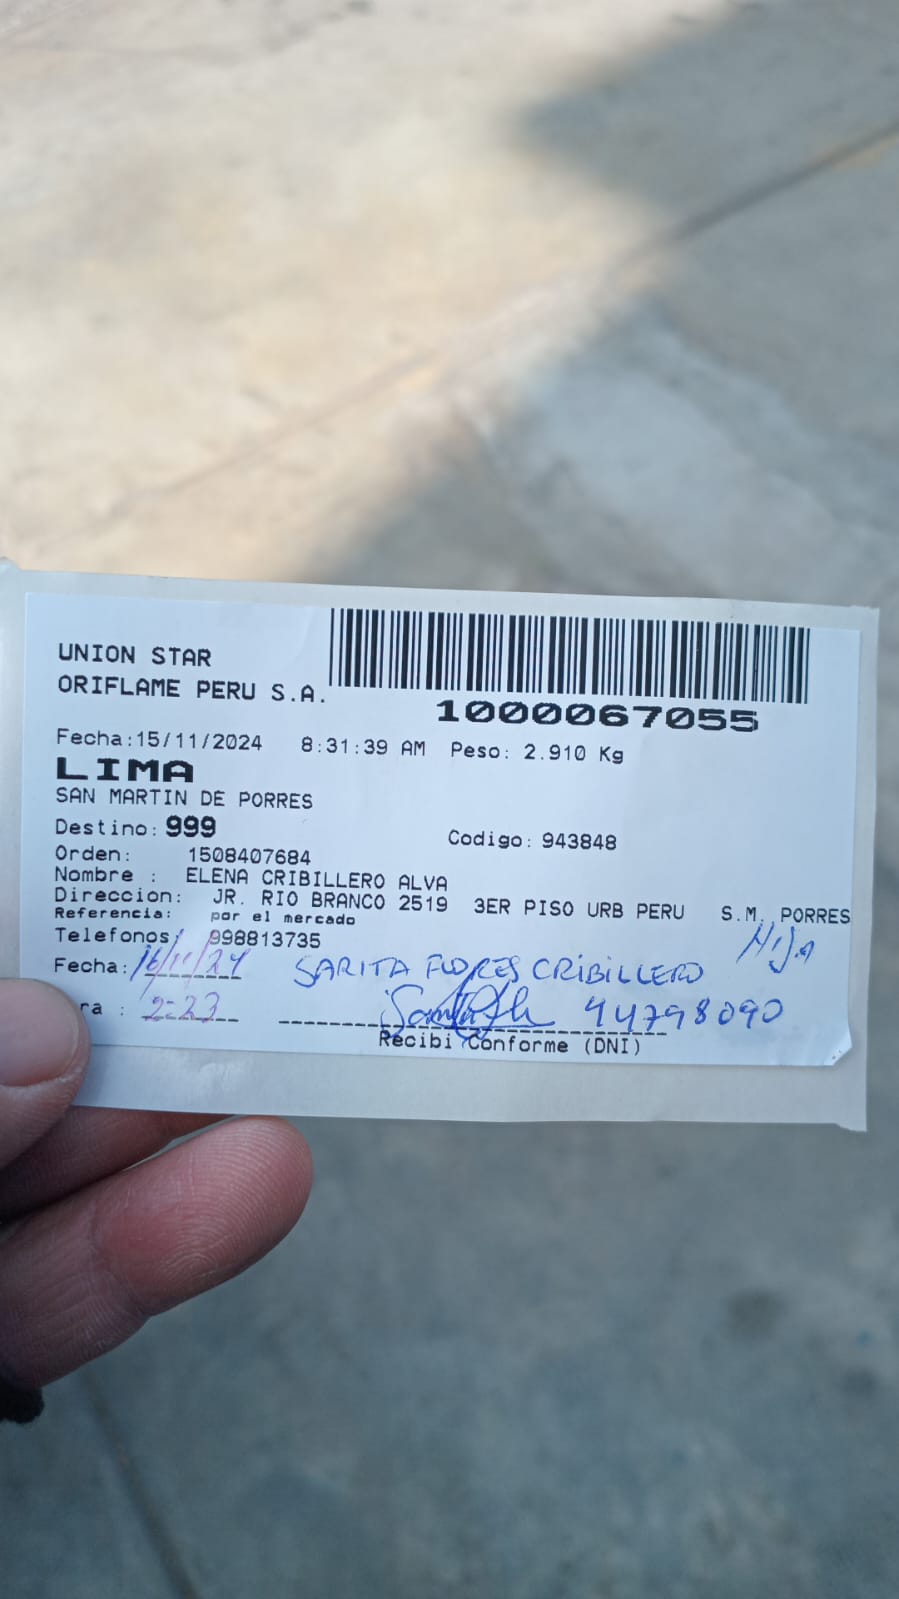 UNION STAR
ORIFLAME PERU S.A.
1000067055
Fecha:15/11/2024 8:31:39 AM Peso: 2.910 Kg
LIMA
SAN MARTIN DE PORRES
Destino: 999 Codigo: 943848
Orden: 1508407684
Nombre : ELENA CRIBILLERO ALVA
Direccion: JR. RIO BRANCO 2519 3ER PISO URB PERU S.M. PORRES
Referencia: por el mercado
Telefonos: 998813735 Hija
Fecha: 16/11/24 SARITA FLORES CRIBILLERO
ra : 2:23 44798090
Recibi Conforme (DNI)